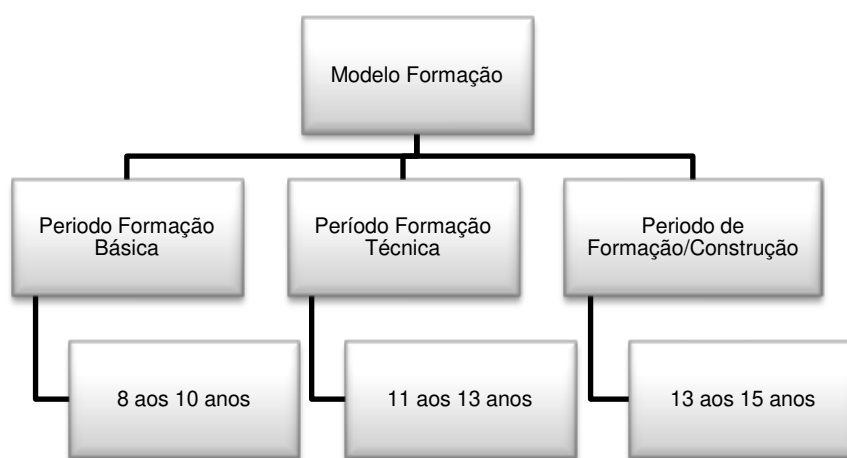 Modelo Formação
Periodo Formação
Básica
Período Formação
Técnica
Periodo de
Formação/Construção
8 aos 10 anos
11 aos 13 anos
13 aos 15 anos